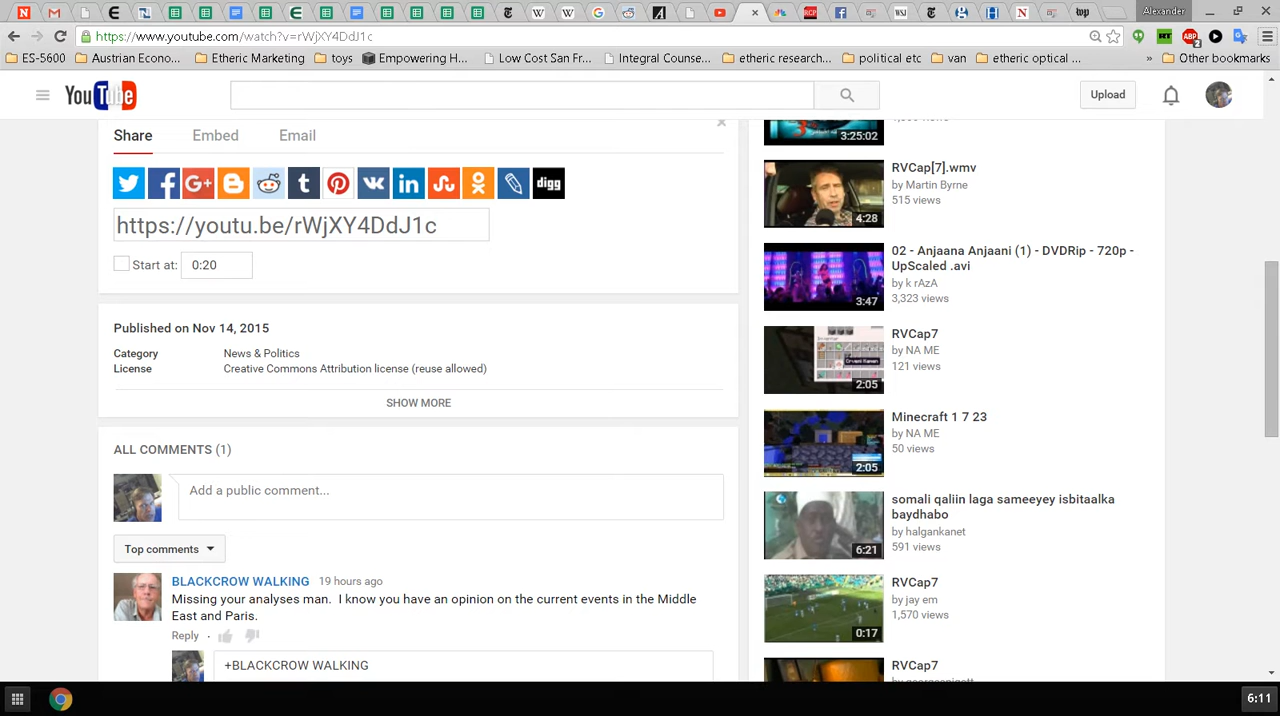 Alexander
https://www.youtube.com/watch?v=rWjXY4DdJ1c
ES-5600
Austrian Econo...
Etheric Marketing
toys
Empowering H...
Low Cost San Fr...
Integral Counse...
etheric research...
political etc
van
etheric optical ...
» Other bookmarks
YouTube
Upload
Share Embed Email
digg
https://youtu.be/rWjXY4DdJ1c
Start at: 0:20
Published on Nov 14, 2015
Category News & Politics
License Creative Commons Attribution license (reuse allowed)
SHOW MORE
ALL COMMENTS (1)
Add a public comment...
Top comments
BLACKCROW WALKING 19 hours ago
Missing your analyses man. I know you have an opinion on the current events in the Middle
East and Paris.
Reply ·
+BLACKCROW WALKING
3:25:02
RVCap[7].wmv
by Martin Byrne
515 views
4:28
02 - Anjaana Anjaani (1) - DVDRip - 720p -
UpScaled .avi
by k rAzA
3,323 views
3:47
RVCap7
by NA ME
121 views
2:05
Minecraft 1 7 23
by NA ME
50 views
2:05
somali qaliin laga sameeyey isbitaalka
baydhabo
by halgankanet
591 views
6:21
RVCap7
by jay em
1,570 views
0:17
RVCap7
6:11